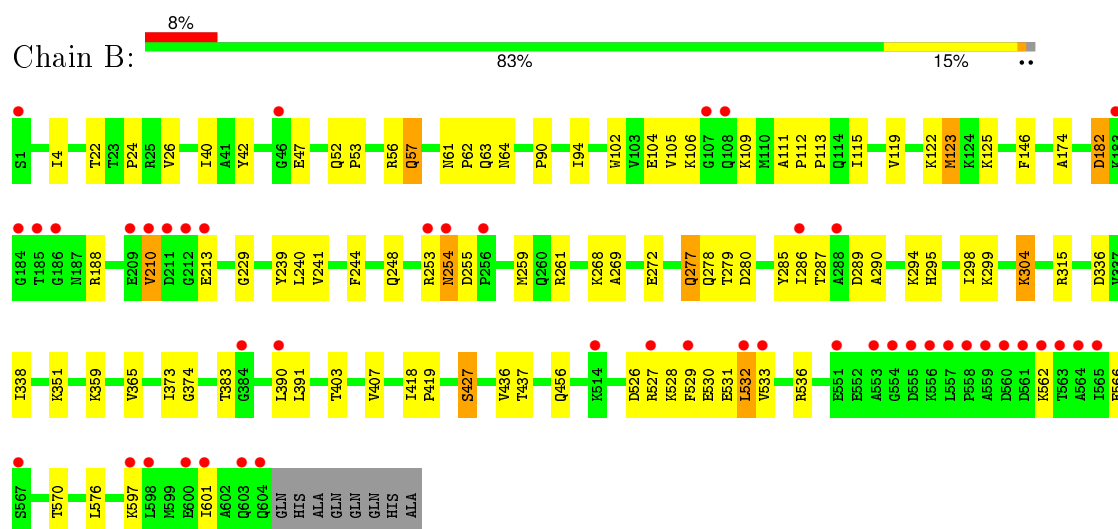 8%
Chain B:
83% 15% ••
S1 I4 T22 T23 P24 R25 V26 I40 A41 Y42 G46 E47 Q52 P53 R56 Q57 N61 P62 Q63 N64 P90 I94 W102 V103 E104 V105 K106 G107 Q108 K109 M110 A111 P112 P113 Q114 I115 V119 K122 M123 K124 K125 F146 A174 D182 K183
G184 T185 G186 N187 R188 E209 V210 D211 G212 E213 G229 Y239 L240 V241 F244 Q248 R253 N254 D255 P256 M259 Q260 R261 K268 A269 E272 Q277 Q278 T279 D280 Y285 I286 T287 A288 D289 A290 K294 H295 I298 K299 K304 R315 D336 V337
I338 K351 K359 V365 I373 G374 T383 G384 L390 L391 T403 V407 I418 P419 S427 V436 T437 Q456 K514 D526 R527 K528 F529 E530 E531 L532 V533 R536 E551 E552 A553 G554 D555 K556 L557 P558 A559 D560 D561 K562 T563 A564 I565 E566
S567 T570 L576 K597 L598 M599 E600 I601 A602 Q603 Q604 GLN HIS ALA GLN GLN GLN HIS ALA